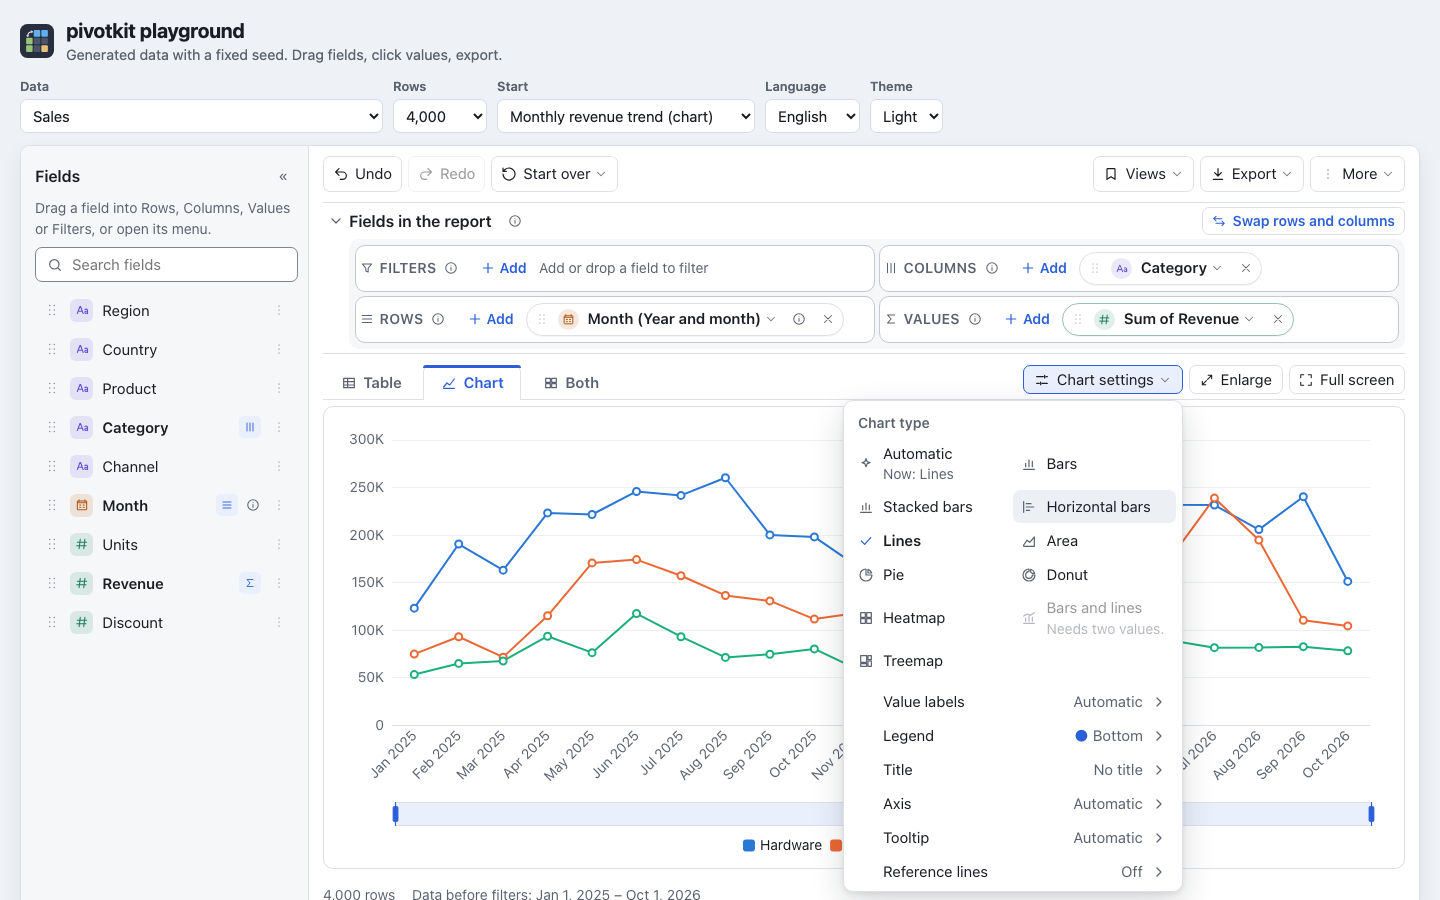 pivotkit playground
Generated data with a fixed seed. Drag fields, click values, export.
Data
Rows
Start
Language
Theme
Sales
4,000
Monthly revenue trend (chart)
English
Light
Fields
«
Drag a field into Rows, Columns, Values
or Filters, or open its menu.
Search fields
Aa Region
Aa Country
Aa Product
Aa Category
Aa Channel
Month
# Units
# Revenue Σ
# Discount
Undo
Redo
Start over
Views
Export
More
Fields in the report
Swap rows and columns
FILTERS
+ Add
Add or drop a field to filter
COLUMNS
+ Add
Aa Category
ROWS
+ Add
Month (Year and month)
Σ VALUES
+ Add
# Sum of Revenue
Table
Chart
Both
Chart settings
Enlarge
Full screen
300K
250K
200K
150K
100K
50K
0
Jan 2025
Feb 2025
Mar 2025
Apr 2025
May 2025
Jun 2025
Jul 2025
Aug 2025
Sep 2025
Oct 2025
Aug 2026
Sep 2026
Oct 2026
Hardware
Chart type
Automatic
Now: Lines
Bars
Stacked bars
Horizontal bars
Lines
Area
Pie
Donut
Heatmap
Bars and lines
Needs two values.
Treemap
Value labels
Automatic
Legend
Bottom
Title
No title
Axis
Automatic
Tooltip
Automatic
Reference lines
Off
4,000 rows
Data before filters: Jan 1, 2025 – Oct 1, 2026